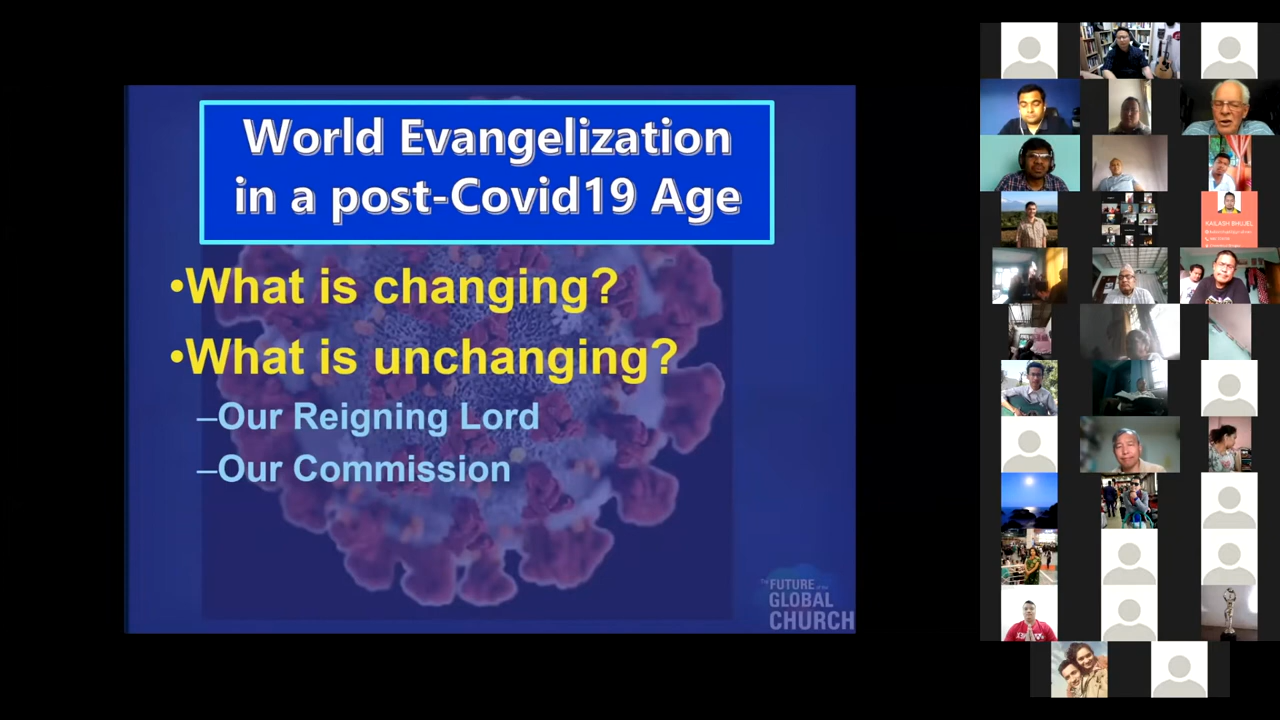 World Evangelization
in a post-Covid19 Age
•What is changing?
•What is unchanging?
–Our Reigning Lord
–Our Commission
THE FUTURE of the
GLOBAL
CHURCH
KAILASH BHUJEL